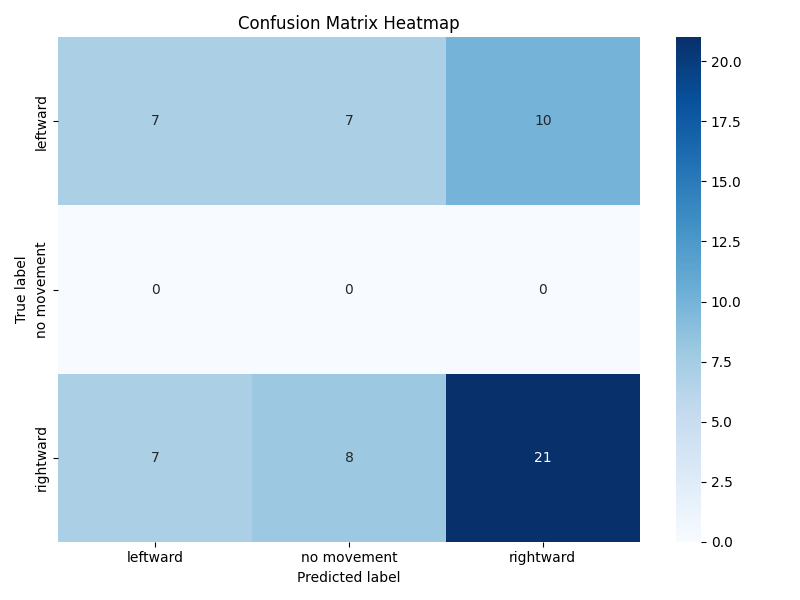 Confusion Matrix Heatmap
True label
leftward
no movement
rightward
7 7 10
0 0 0
7 8 21
leftward no movement rightward
Predicted label
20.0
17.5
15.0
12.5
10.0
7.5
5.0
2.5
0.0